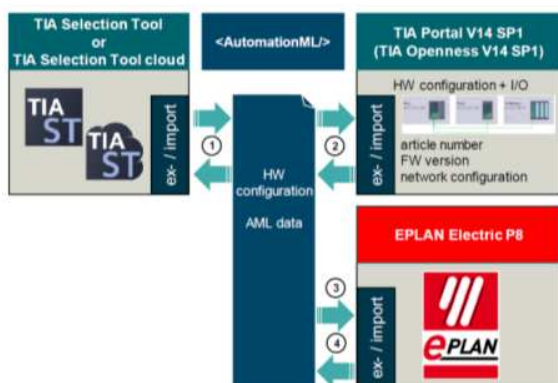 TIA Selection Tool
or
TIA Selection Tool cloud
TIA
ST
TIA
ST
ex- / import
<AutomationML/>
1
2
HW
configuration
AML data
3
4
TIA Portal V14 SP1
(TIA Openness V14 SP1)
HW configuration + I/O
ex- / import
article number
FW version
network configuration
EPLAN Electric P8
ex- / import
ePLAN